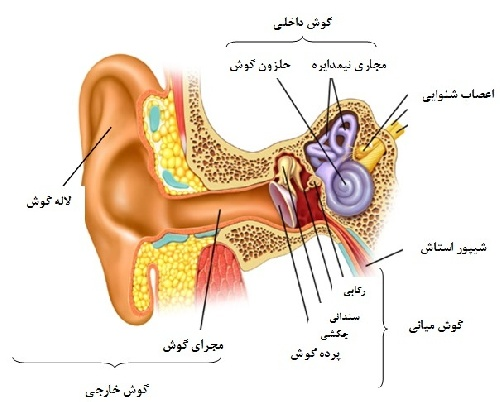 گوش داخلی
مجاری نیمدایره
حلزون گوش
اعصاب شنوایی
لاله گوش
شیپور استاش
رکابی
سندانی
چکشی
پرده گوش
گوش میانی
مجرای گوش
گوش خارجی